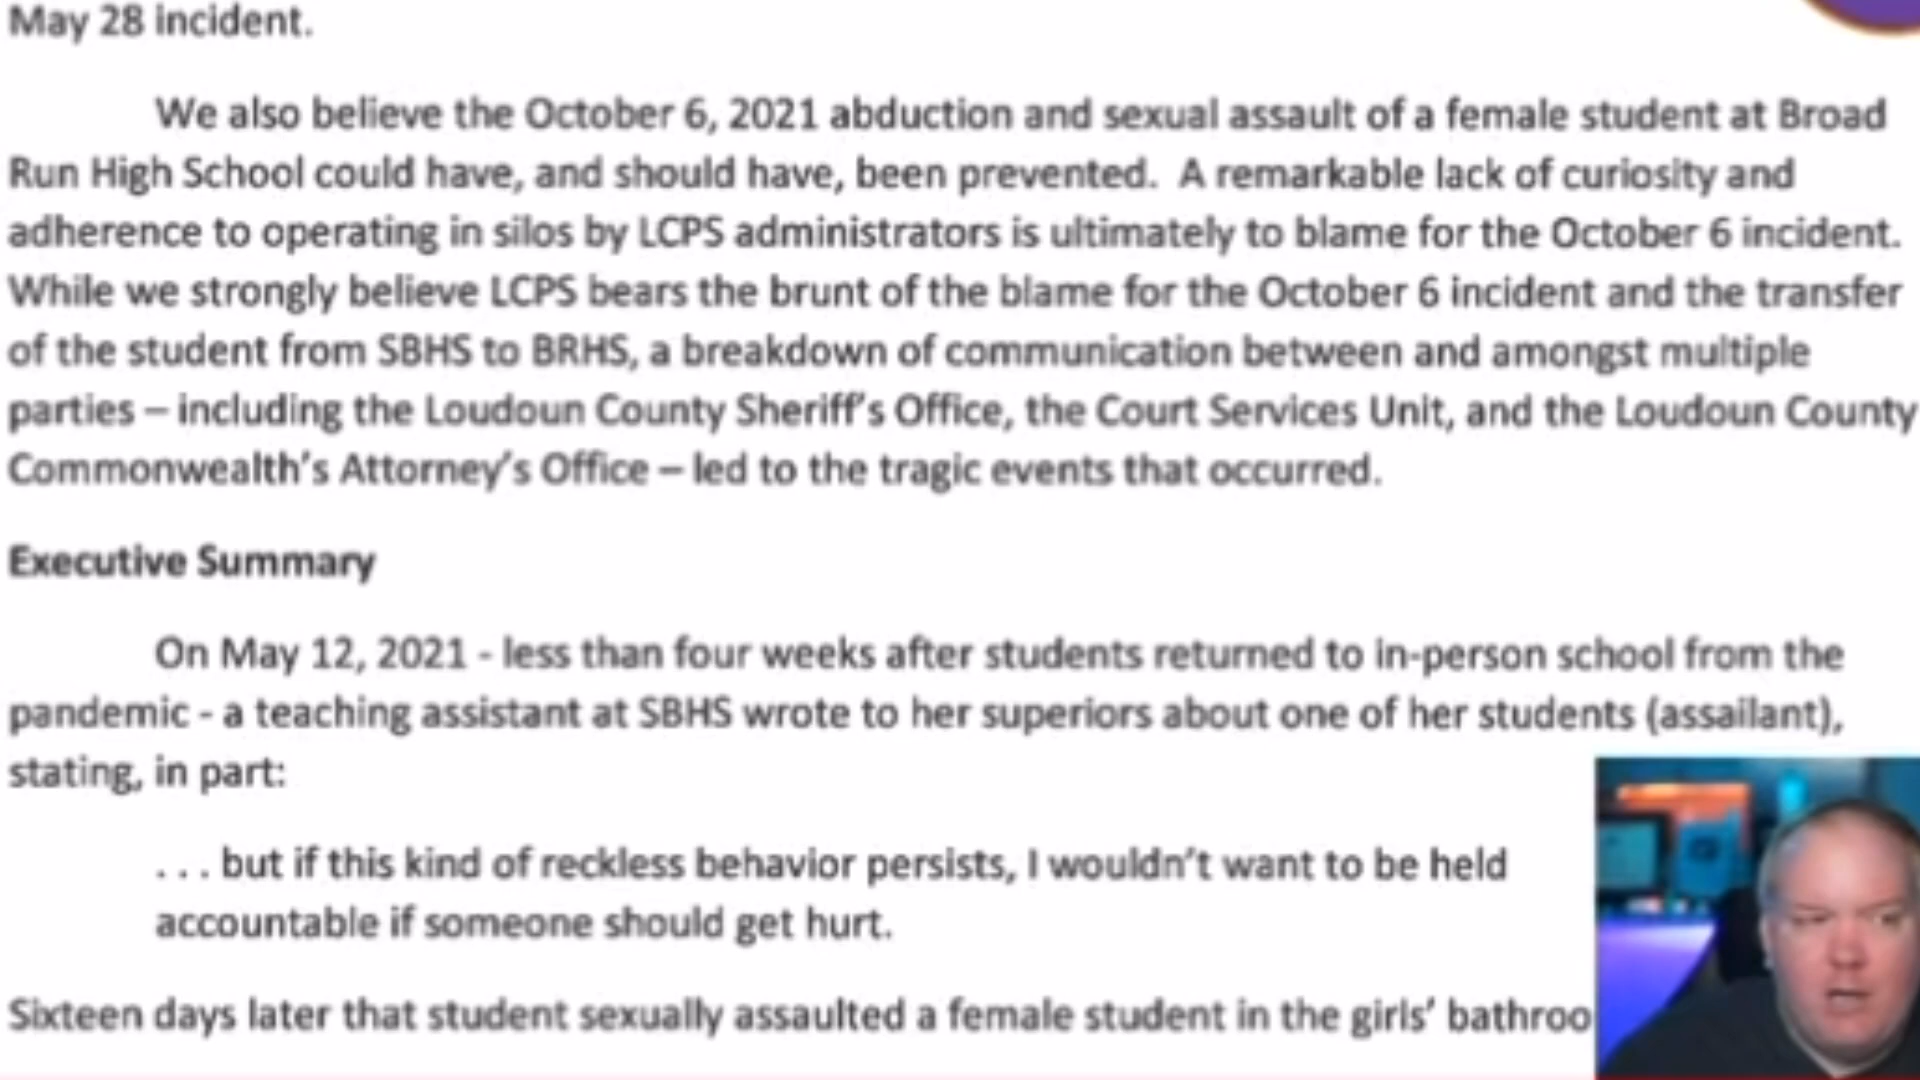 May 28 incident.
We also believe the October 6, 2021 abduction and sexual assault of a female student at Broad
Run High School could have, and should have, been prevented. A remarkable lack of curiosity and
adherence to operating in silos by LCPS administrators is ultimately to blame for the October 6 incident.
While we strongly believe LCPS bears the brunt of the blame for the October 6 incident and the transfer
of the student from SBHS to BRHS, a breakdown of communication between and amongst multiple
parties – including the Loudoun County Sheriff's Office, the Court Services Unit, and the Loudoun County
Commonwealth's Attorney's Office – led to the tragic events that occurred.
Executive Summary
On May 12, 2021 - less than four weeks after students returned to in-person school from the
pandemic - a teaching assistant at SBHS wrote to her superiors about one of her students (assailant),
stating, in part:
. . . but if this kind of reckless behavior persists, I wouldn't want to be held
accountable if someone should get hurt.
Sixteen days later that student sexually assaulted a female student in the girls' bathroo